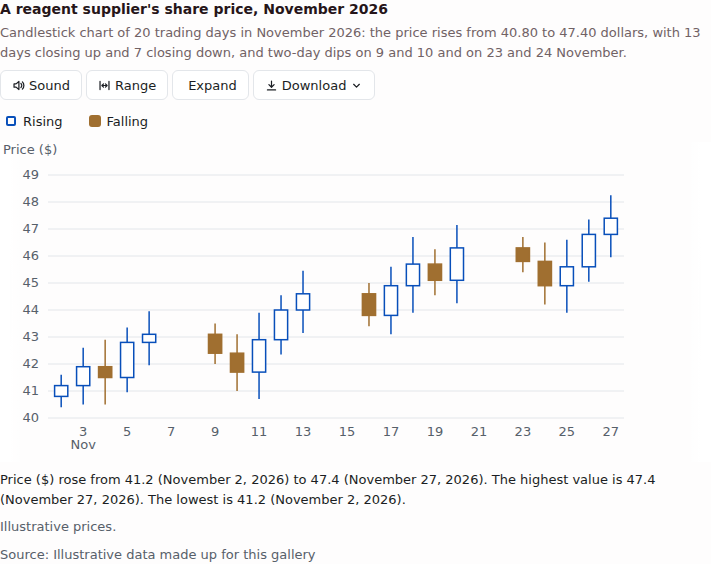 A reagent supplier's share price, November 2026
Candlestick chart of 20 trading days in November 2026: the price rises from 40.80 to 47.40 dollars, with 13
days closing up and 7 closing down, and two-day dips on 9 and 10 and on 23 and 24 November.
Sound Range Expand Download
Rising Falling
Price ($)
49
48
47
46
45
44
43
42
41
40
3 5 7 9 11 13 15 17 19 21 23 25 27
Nov
Price ($) rose from 41.2 (November 2, 2026) to 47.4 (November 27, 2026). The highest value is 47.4
(November 27, 2026). The lowest is 41.2 (November 2, 2026).
Illustrative prices.
Source: Illustrative data made up for this gallery